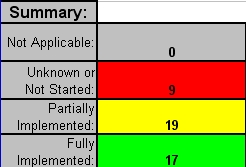 Summary:
Not Applicable:
0
Unknown or
Not Started:
9
Partially
Implemented:
19
Fully
Implemented:
17